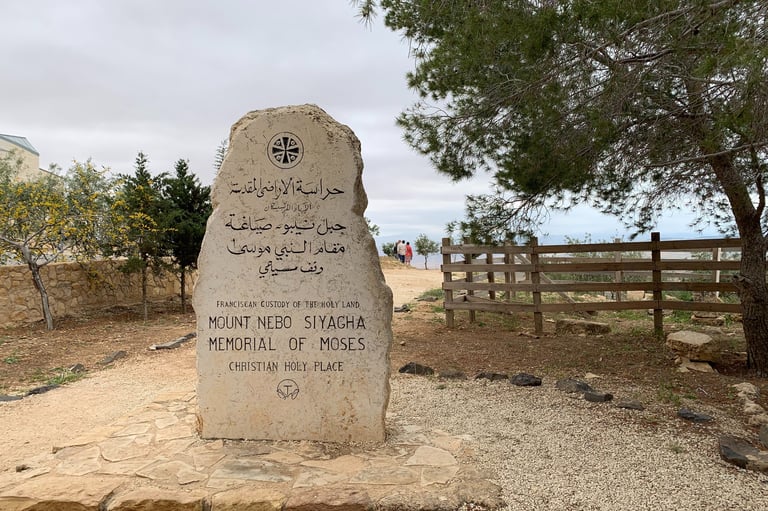 حراسة الاراضي المقدسة
جبل نيبو صياغة
مقام النبي موسى
وقف مسيحي
FRANCISCAN CUSTODY OF THE HOLY LAND
MOUNT NEBO SIYAGHA
MEMORIAL OF MOSES
CHRISTIAN HOLY PLACE